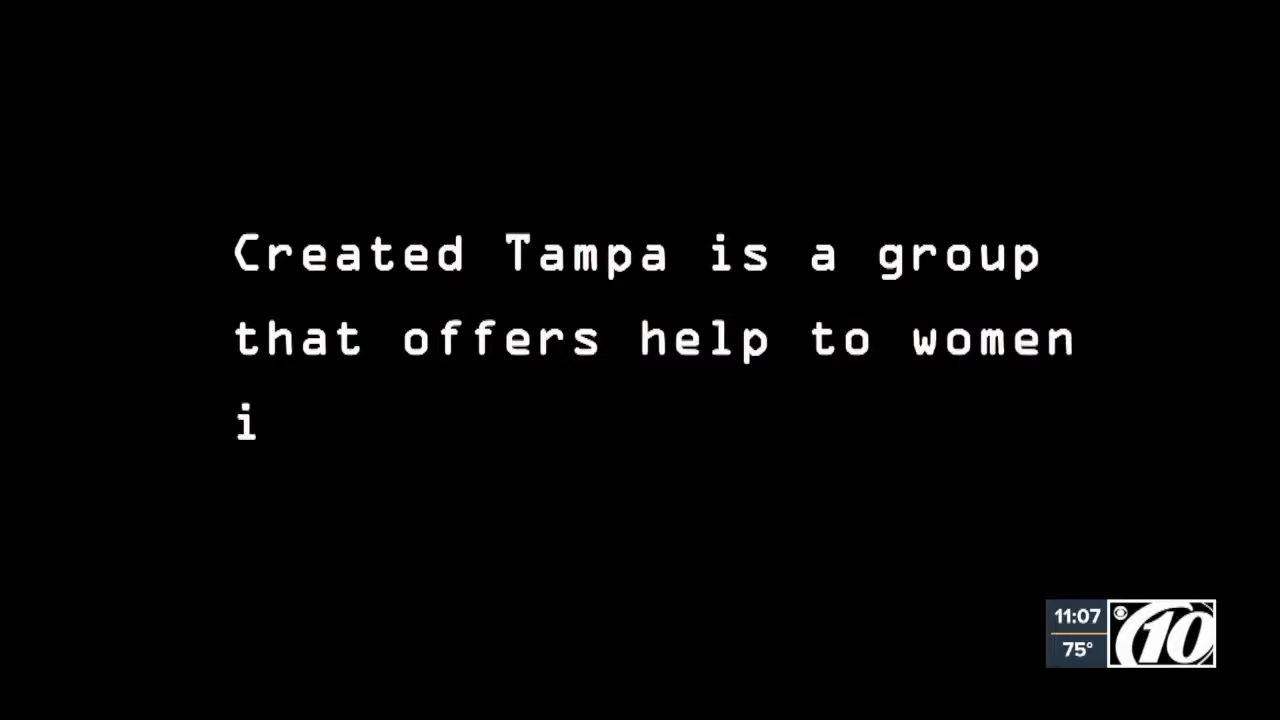 Created Tampa is a group
that offers help to women
i
11:07
75°
10